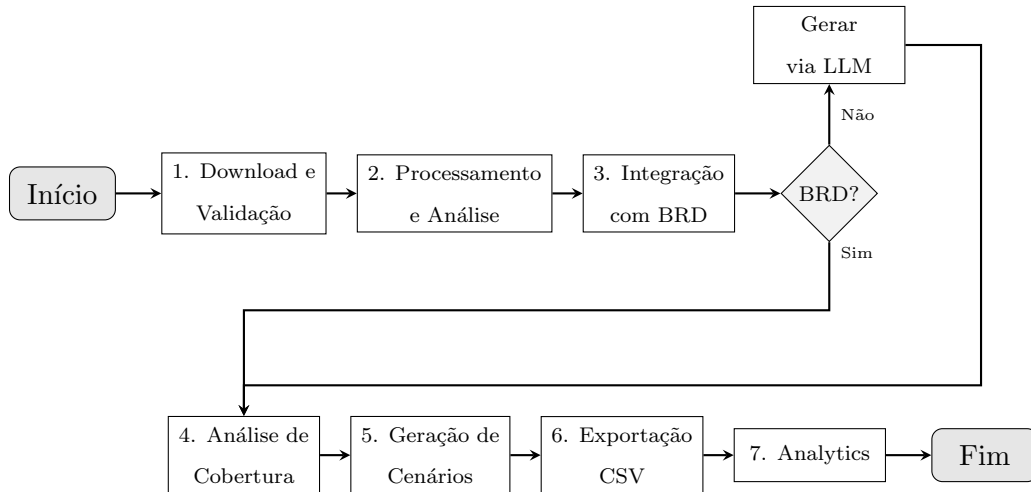 Gerar
via LLM
Não
Início
1. Download e
Validação
2. Processamento
e Análise
3. Integração
com BRD
BRD?
Sim
4. Análise de
Cobertura
5. Geração de
Cenários
6. Exportação
CSV
7. Analytics
Fim